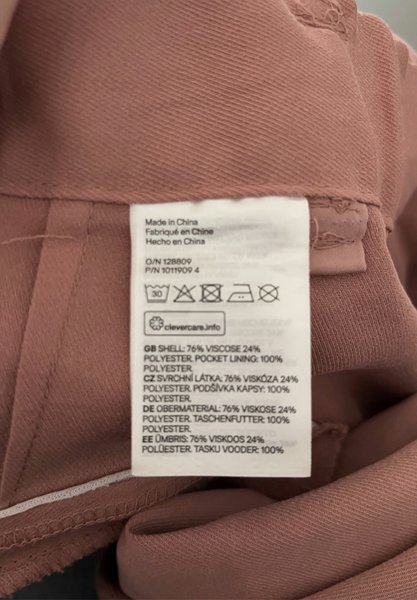 Made in China
Fabriqué en Chine
Hecho en China
O/N 128809
P/N 1011909 4
30
clevercare.info
GB SHELL: 76% VISCOSE 24%
POLYESTER. POCKET LINING: 100%
POLYESTER.
CZ SVRCHNÍ LÁTKA: 76% VISKÓZA 24%
POLYESTER. PODŠÍVKA KAPSY: 100%
POLYESTER.
DE OBERMATERIAL: 76% VISKOSE 24%
POLYESTER. TASCHENFUTTER: 100%
POLYESTER.
EE ÜMBRIS: 76% VISKOOS 24%
POLÜESTER. TASKU VOODER: 100%